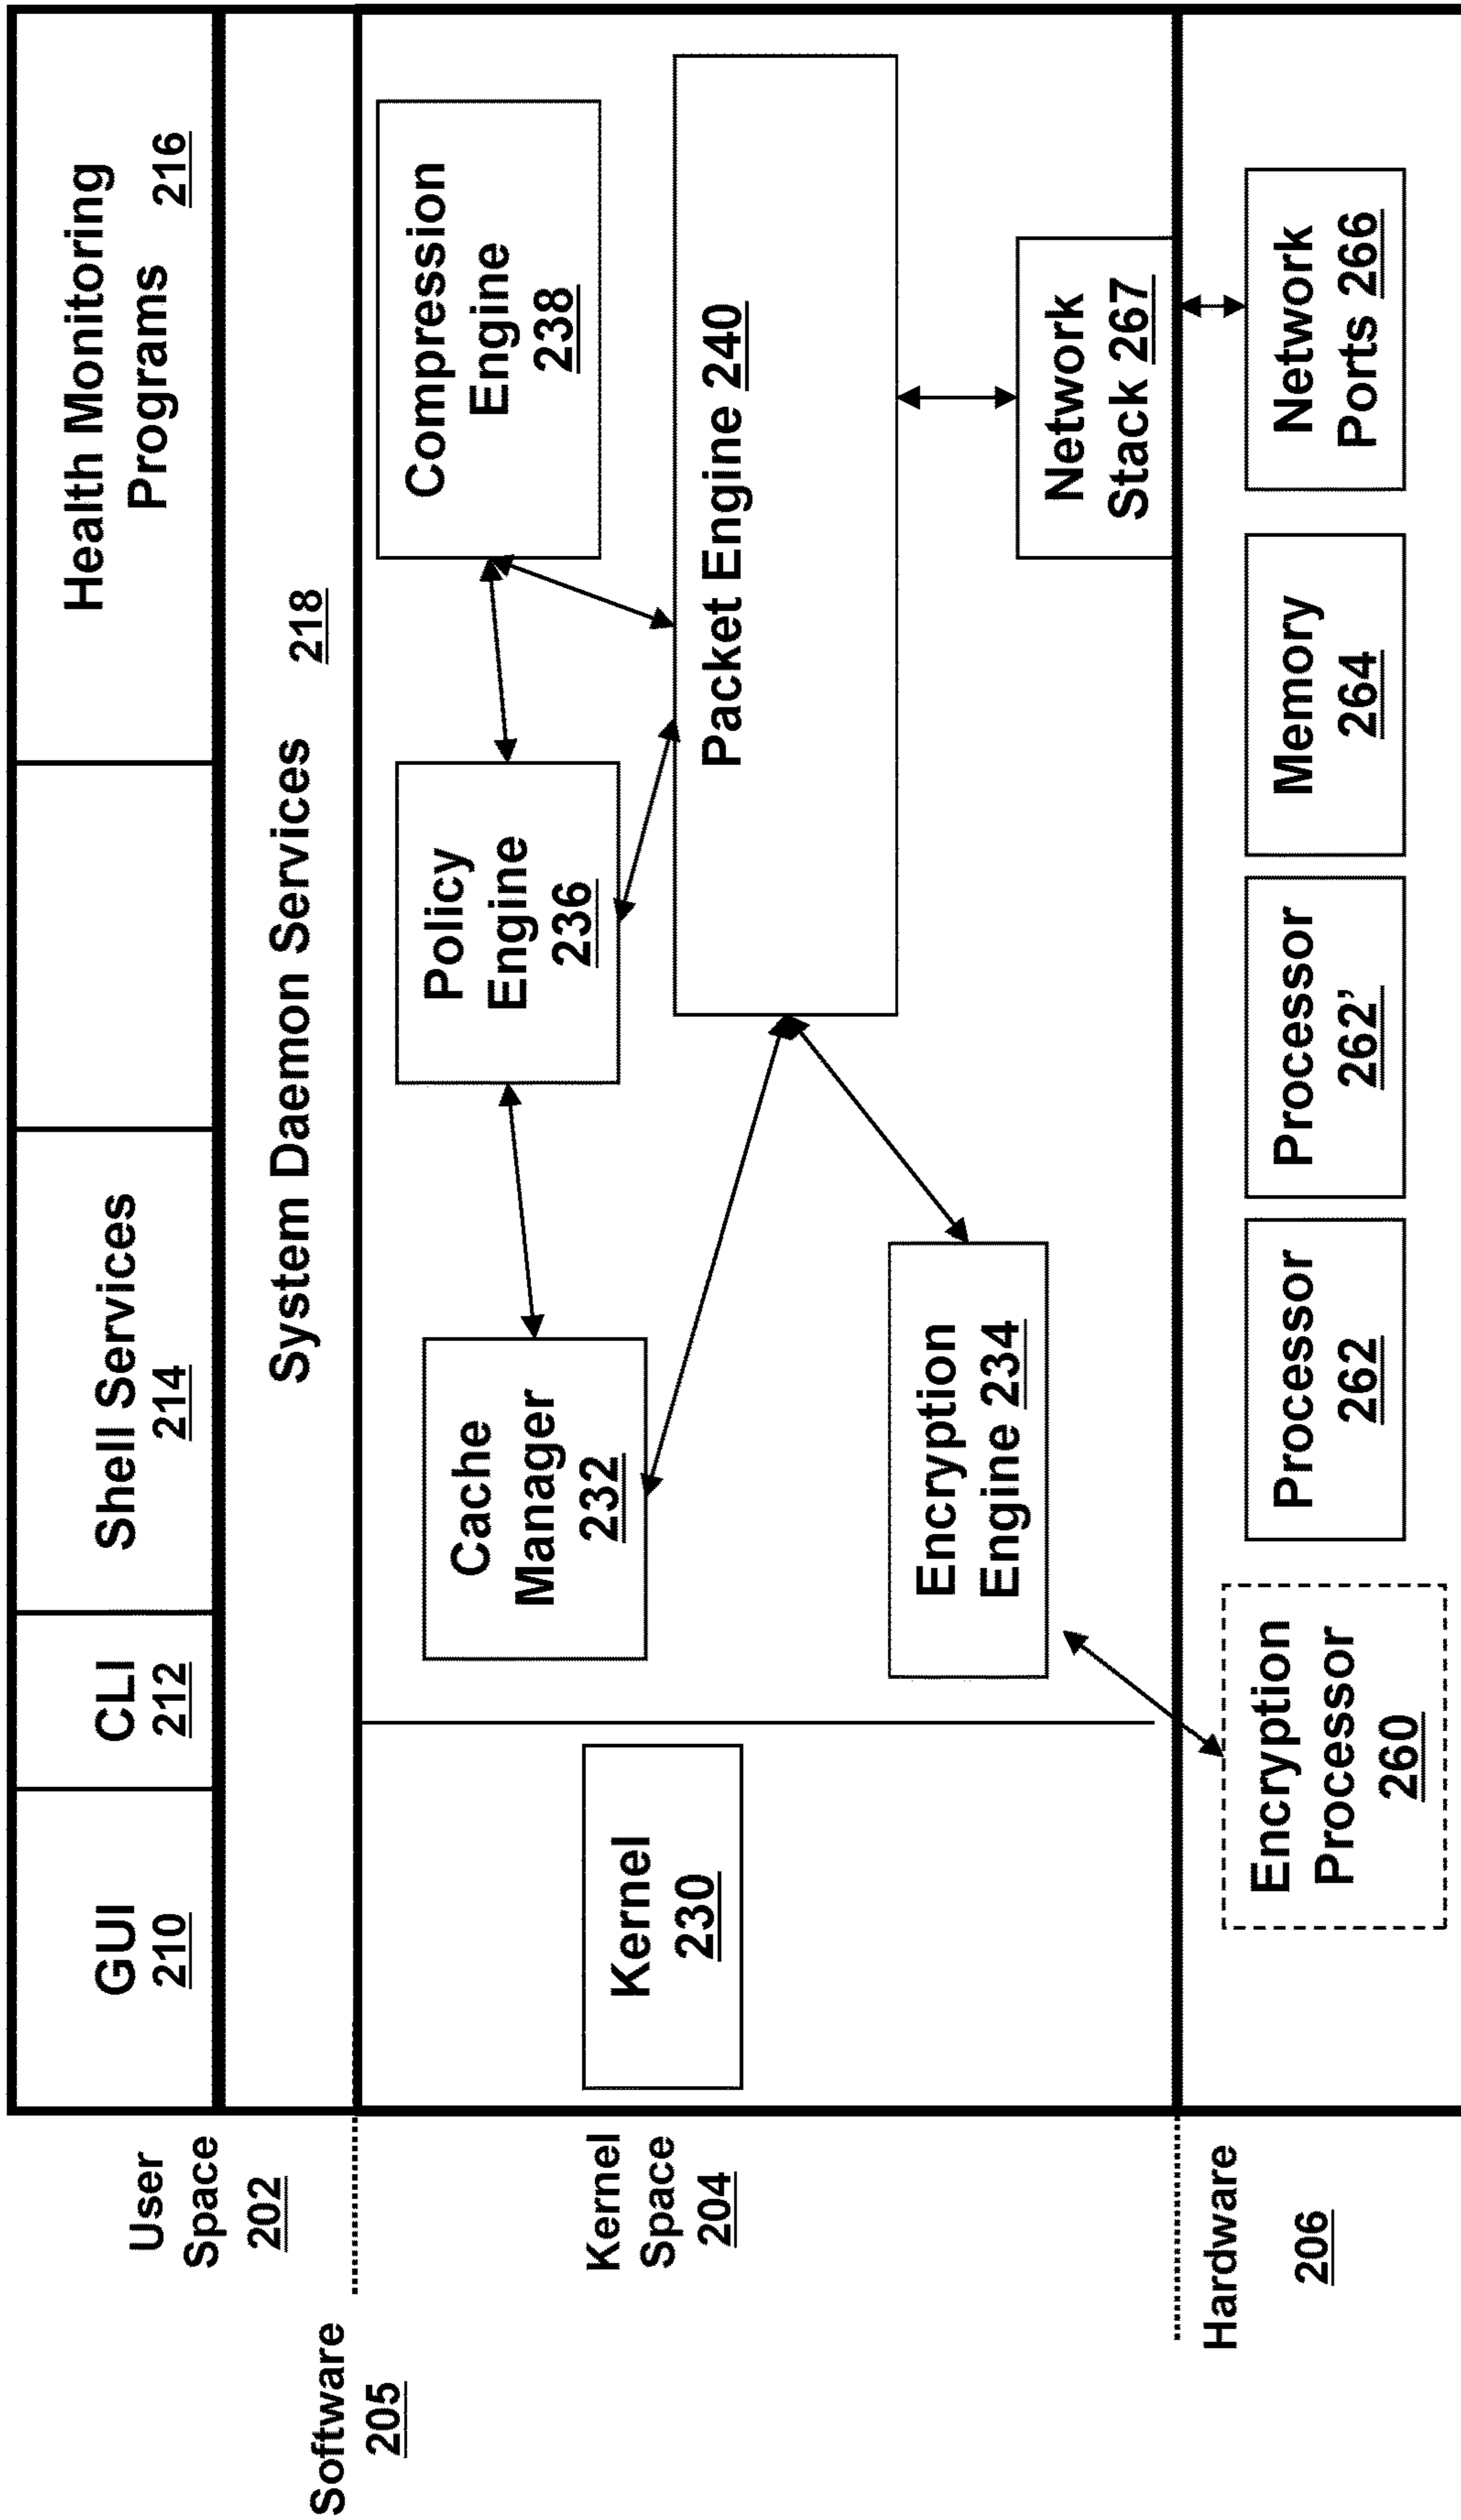 Software
205
User
Space
202
GUI
210
CLI
212
Shell Services
214
Health Monitoring
Programs
216
System Daemon Services
218
Kernel
Space
204
Kernel
230
Cache
Manager
232
Policy
Engine
236
Compression
Engine
238
Packet Engine 240
Encryption
Engine 234
Network
Stack 267
Hardware
206
Encryption
Processor
260
Processor
262
Processor
262’
Memory
264
Network
Ports 266